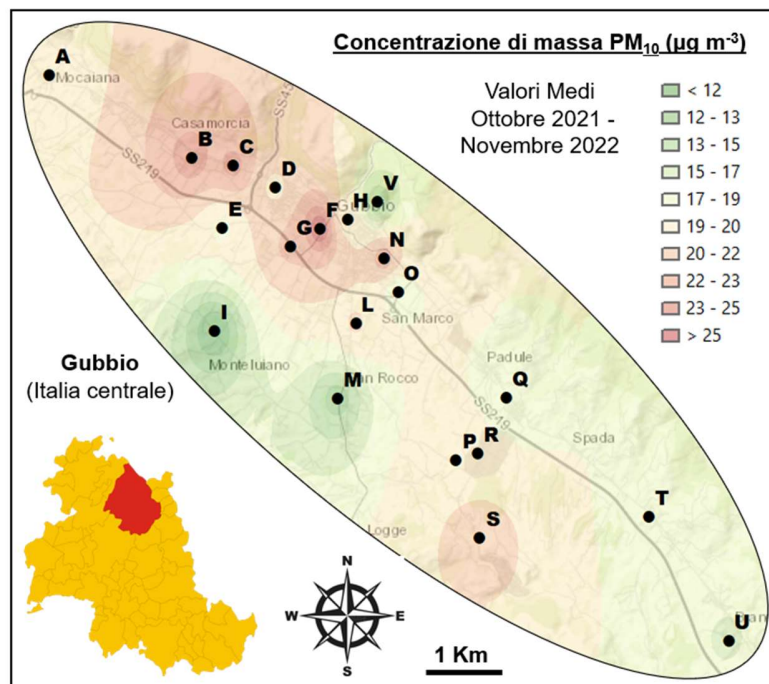 Concentrazione di massa PM10 (µg m-3)
A
Mocaiana
Valori Medi
Ottobre 2021 -
Novembre 2022
< 12
12 - 13
13 - 15
15 - 17
17 - 19
19 - 20
20 - 22
22 - 23
23 - 25
> 25
Casamorcia
B
C
D
SS249
V
H
Gubbio
F
E
G
N
O
L
San Marco
I
Monteluiano
Gubbio
(Italia centrale)
M
San Rocco
Padule
Q
SS249
Spada
P
R
S
T
Logge
U
N
W
E
S
1 Km